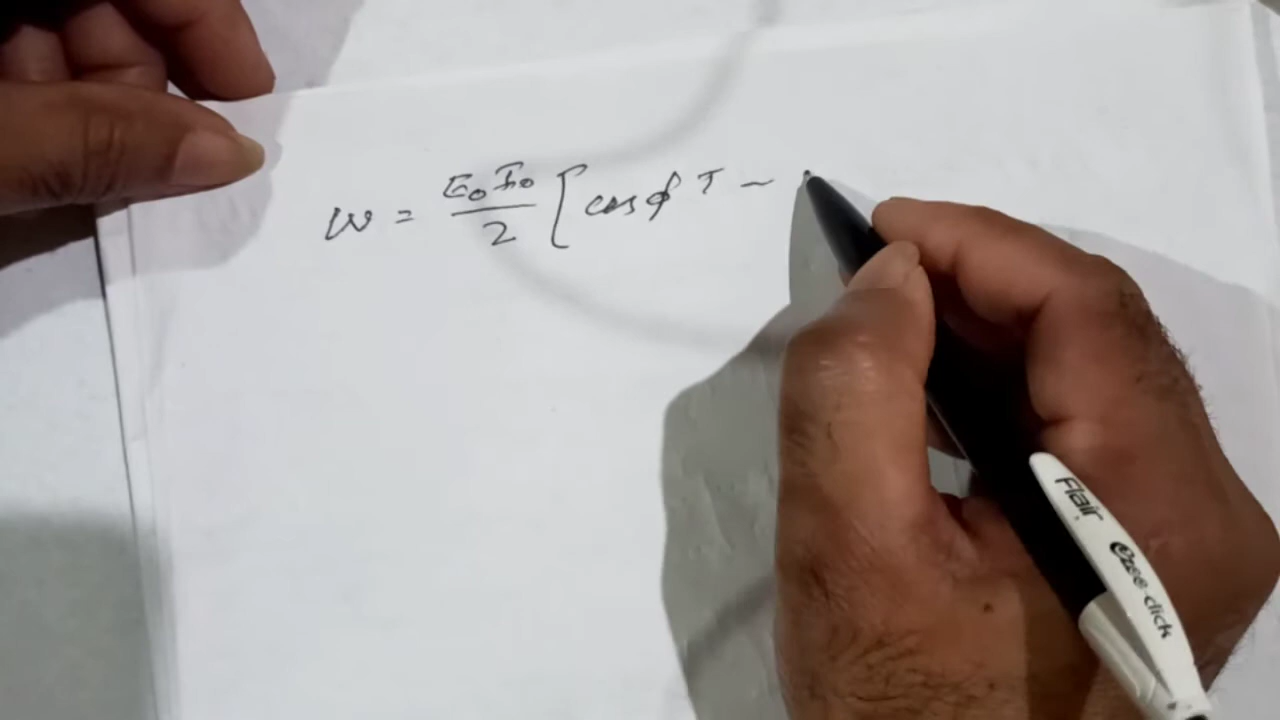 W = E₀I₀/2 [cosϕ T -
Flair Ezee-click